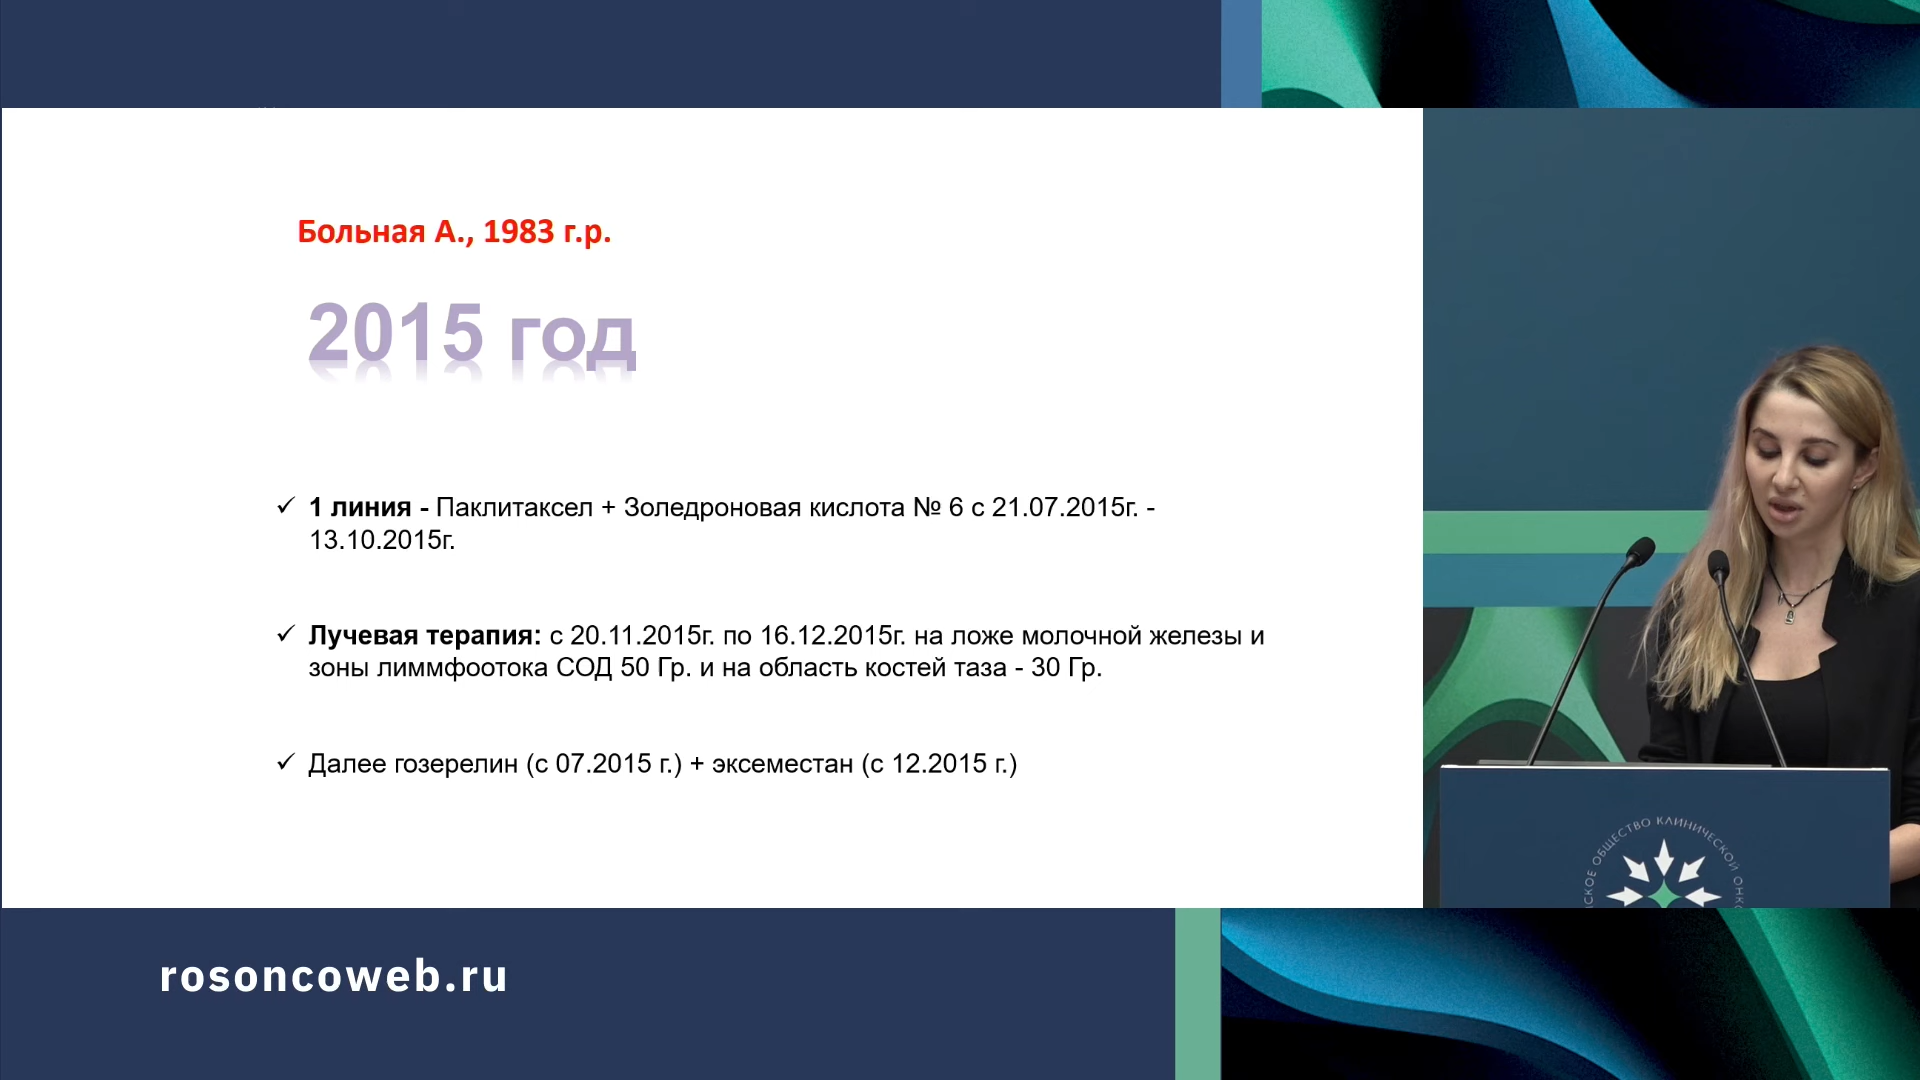 Больная А., 1983 г.р.
2015 год
✓ 1 линия - Паклитаксел + Золедроновая кислота № 6 с 21.07.2015г. -
13.10.2015г.
✓ Лучевая терапия: с 20.11.2015г. по 16.12.2015г. на ложе молочной железы и
зоны лиммфоотока СОД 50 Гр. и на область костей таза - 30 Гр.
✓ Далее гозерелин (с 07.2015 г.) + эксеместан (с 12.2015 г.)
ОБЩЕСТВО КЛИНИЧЕСКОЙ
rosoncoweb.ru